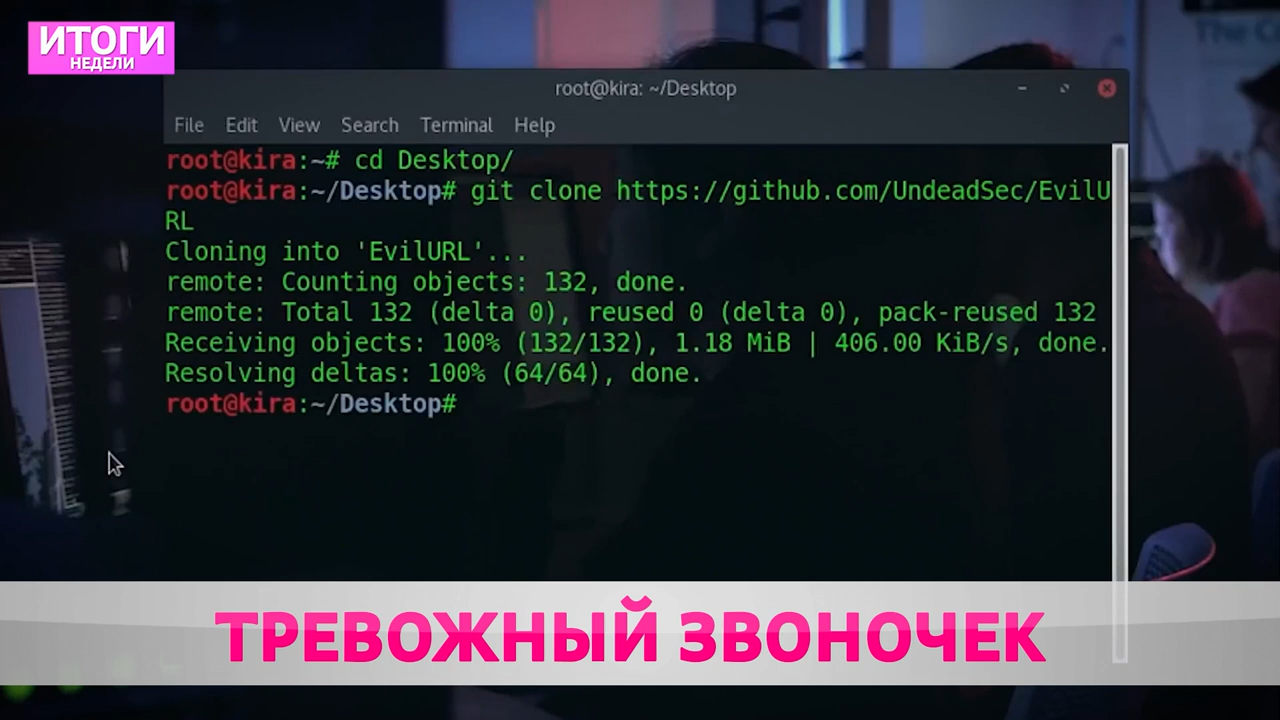 ИТОГИ
НЕДЕЛИ
root@kira: ~/Desktop
File Edit View Search Terminal Help
root@kira:~# cd Desktop/
root@kira:~/Desktop# git clone https://github.com/UndeadSec/EvilU
RL
Cloning into 'EvilURL'...
remote: Counting objects: 132, done.
remote: Total 132 (delta 0), reused 0 (delta 0), pack-reused 132
Receiving objects: 100% (132/132), 1.18 MiB | 406.00 KiB/s, done.
Resolving deltas: 100% (64/64), done.
root@kira:~/Desktop#
ТРЕВОЖНЫЙ ЗВОНОЧЕК